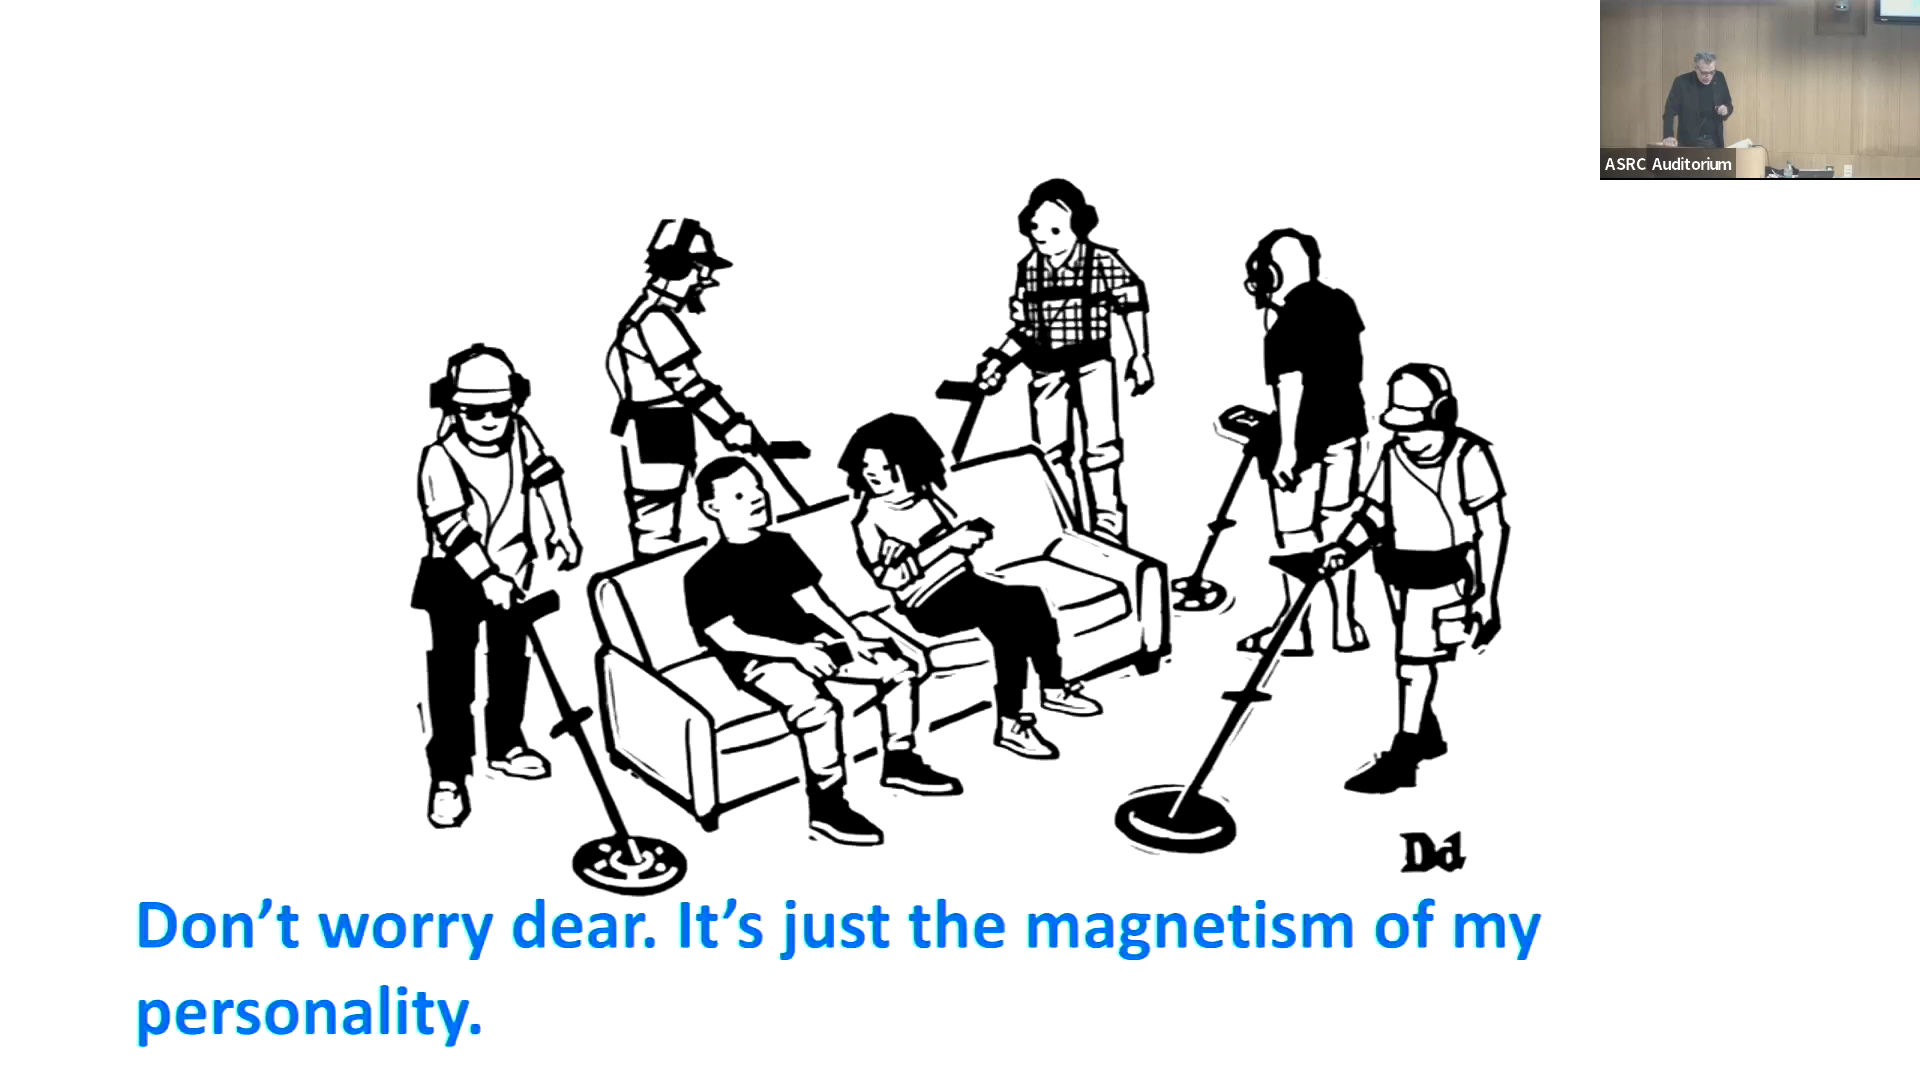 ASRC Auditorium
Dd
Don’t worry dear. It’s just the magnetism of my
personality.